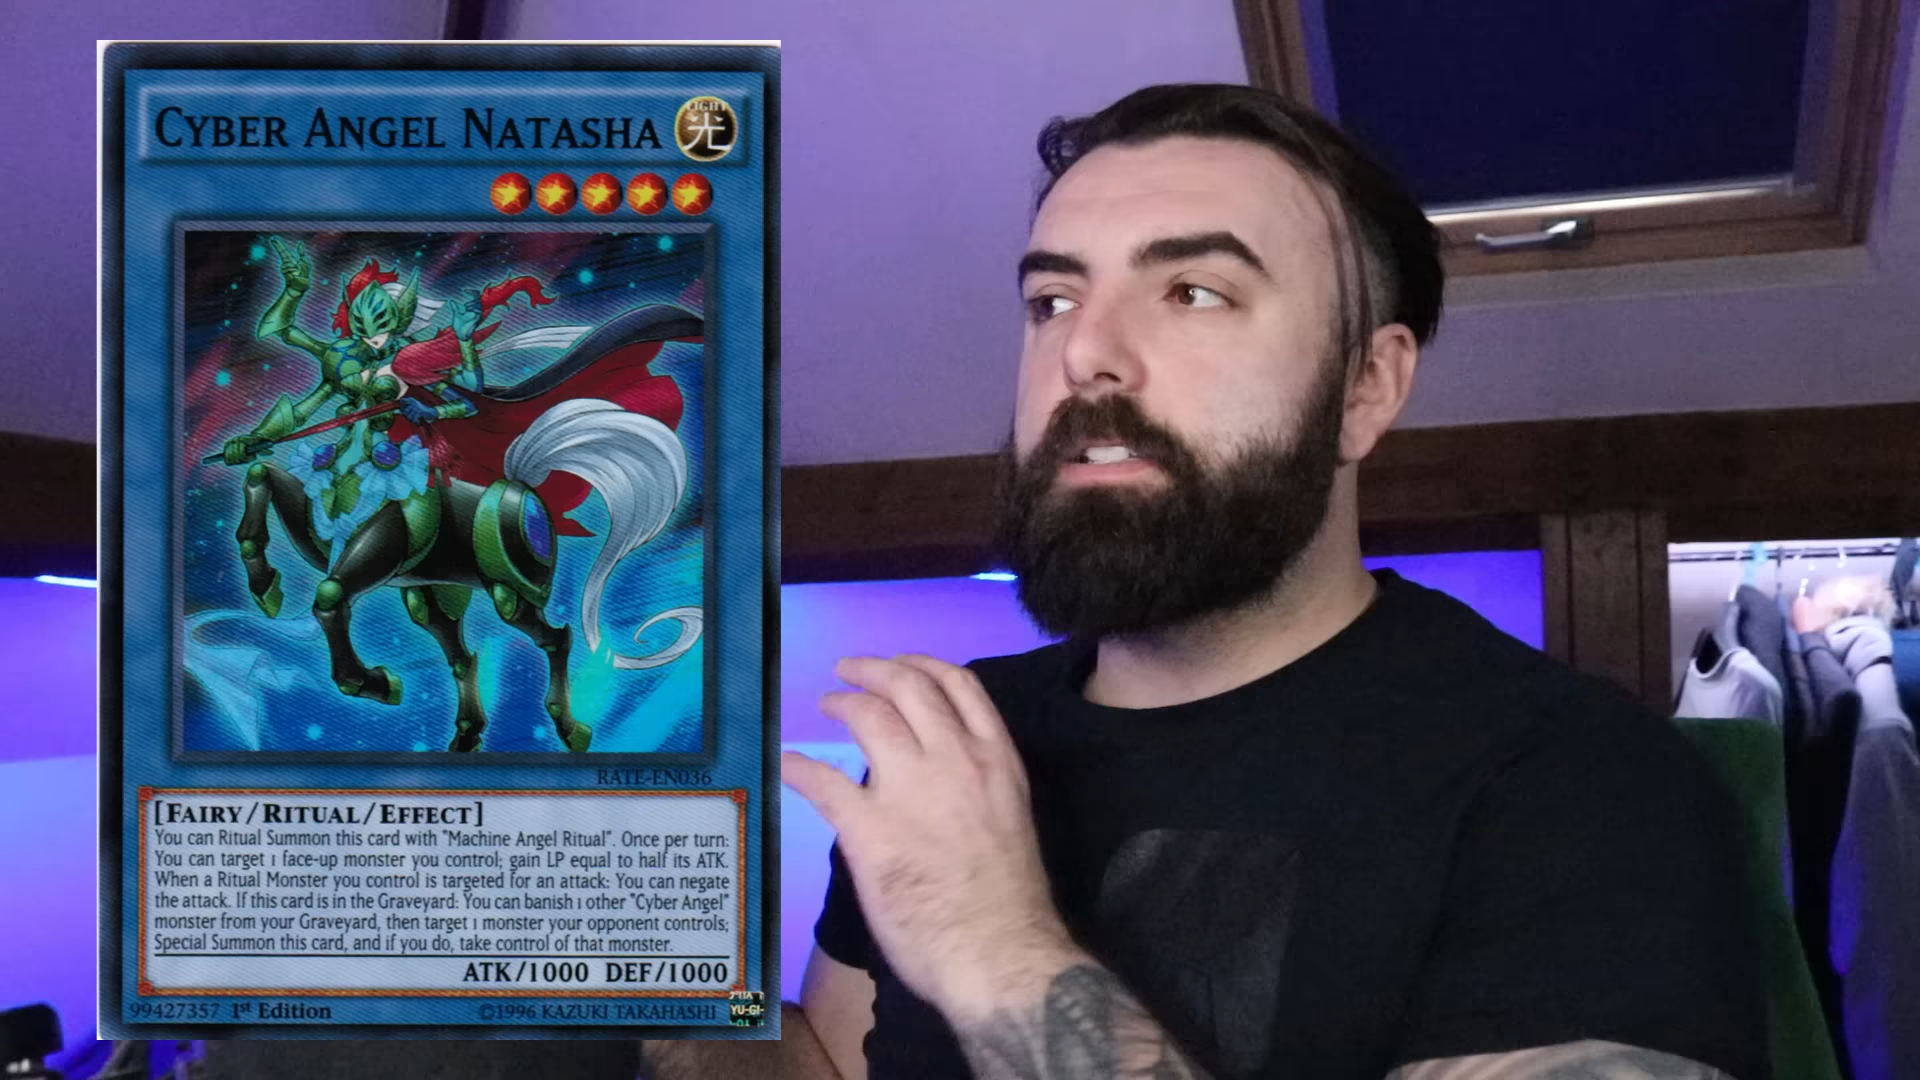 CYBER ANGEL NATASHA
LIGHT
光
RATE-EN036
[FAIRY/RITUAL/EFFECT]
You can Ritual Summon this card with "Machine Angel Ritual". Once per turn:
You can target 1 face-up monster you control; gain LP equal to half its ATK.
When a Ritual Monster you control is targeted for an attack: You can negate
the attack. If this card is in the Graveyard: You can banish 1 other "Cyber Angel"
monster from your Graveyard, then target 1 monster your opponent controls;
Special Summon this card, and if you do, take control of that monster.
ATK/1000 DEF/1000
99427357 1st Edition ©1996 KAZUKI TAKAHASHI
YU-GI-